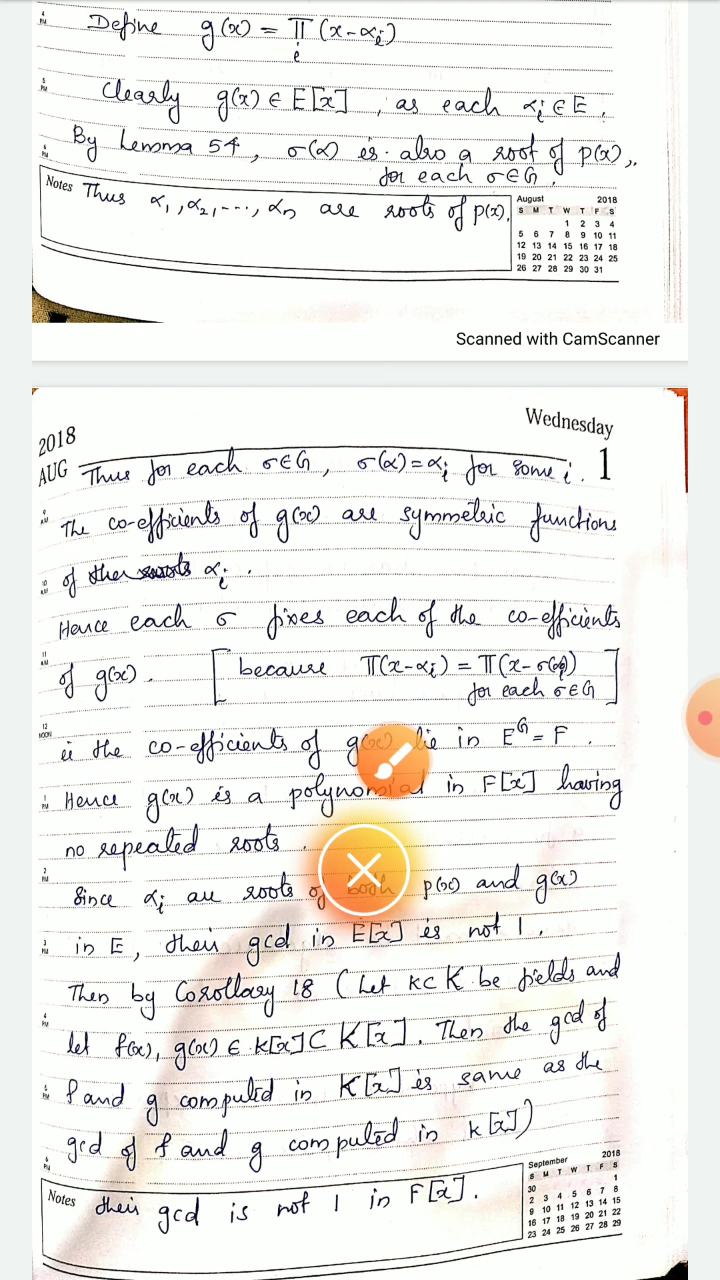 Define g(x) = Π (x-αi)
i
Clearly g(x) ∈ E[x], as each αi ∈ E.
By Lemma 54, σ(α) is also a root of p(x),
for each σ∈G.
Notes Thus α1, α2, ..., αn are roots of p(x).
August 2018
S M T W T F S
1 2 3 4
5 6 7 8 9 10 11
12 13 14 15 16 17 18
19 20 21 22 23 24 25
26 27 28 29 30 31
Scanned with CamScanner
2018 Wednesday
AUG Thus for each σ∈G, σ(α)=αi for some i. 1
The co-efficients of g(x) are symmetric functions
of the αi.
Hence each σ fixes each of the co-efficients
of g(x). [because Π(x-αi) = Π(x-σ(αi))
for each σ∈G]
ie the co-efficients of g(x) lie in E^G = F.
Hence g(x) is a polynomial in F[x] having
no repeated roots.
Since αi are roots of both p(x) and g(x)
in E, their gcd in E[x] is not 1.
Then by Corollary 18 (Let k⊂K be fields and
let f(x), g(x) ∈ k[x] ⊂ K[x]. Then the gcd of
f and g computed in K[x] is same as the
gcd of f and g computed in k[x])
Notes their gcd is not 1 in F[x].
September 2018
S M T W T F S
30 1
2 3 4 5 6 7 8
9 10 11 12 13 14 15
16 17 18 19 20 21 22
23 24 25 26 27 28 29